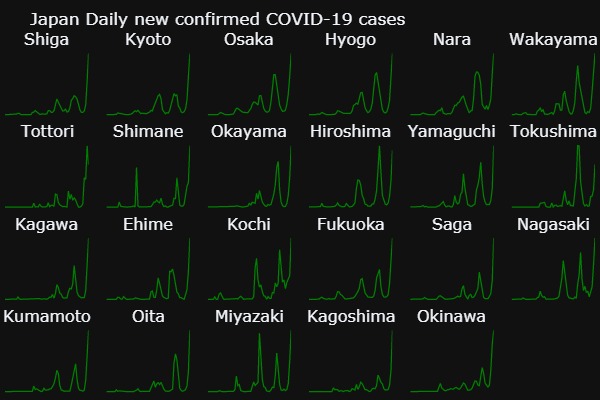 Japan Daily new confirmed COVID-19 cases
Shiga Kyoto Osaka Hyogo Nara Wakayama
Tottori Shimane Okayama Hiroshima Yamaguchi Tokushima
Kagawa Ehime Kochi Fukuoka Saga Nagasaki
Kumamoto Oita Miyazaki Kagoshima Okinawa